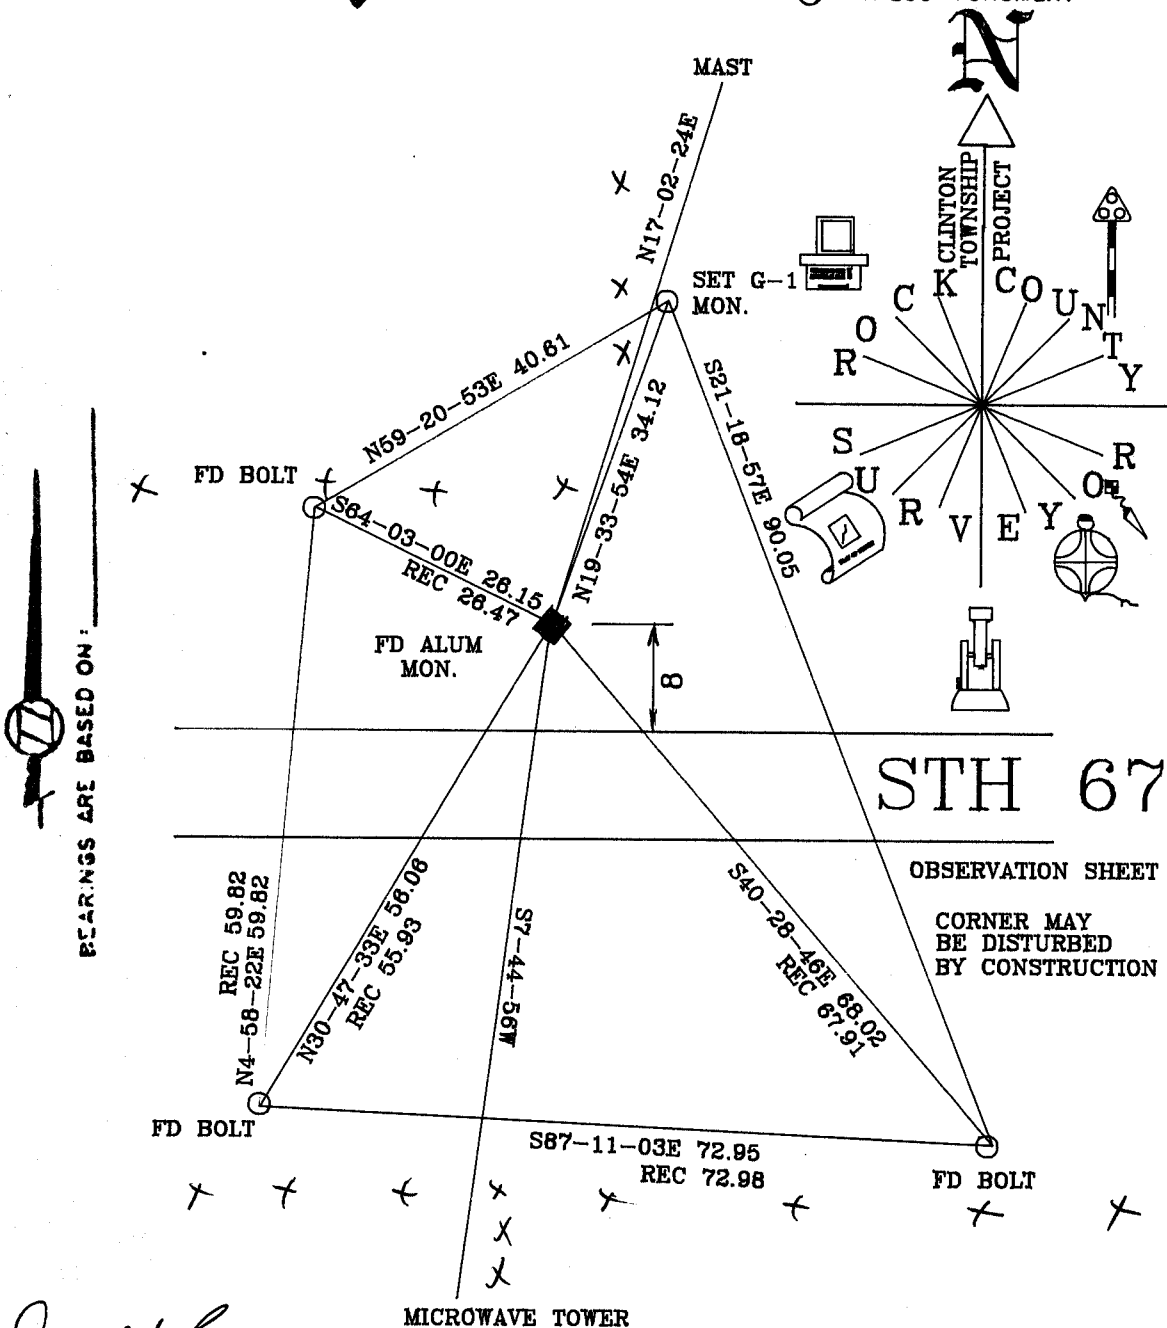 MAST
N
N17-02-24E
CLINTON
TOWNSHIP
PROJECT
SET G-1
MON.
ROCK COUNTY
SURVEYOR
N59-20-53E 40.61
N19-33-54E 34.12
S21-18-57E 90.05
FD BOLT
S64-03-00E 26.15
REC 26.47
FD ALUM
MON.
8
BEARINGS ARE BASED ON:
STH 67
OBSERVATION SHEET
CORNER MAY
BE DISTURBED
BY CONSTRUCTION
REC 59.82
N4-58-22E 59.82
N30-47-33E 56.06
REC 55.93
S7-44-56W
S40-28-46E 68.02
REC 67.91
FD BOLT
S87-11-03E 72.95
REC 72.98
FD BOLT
MICROWAVE TOWER